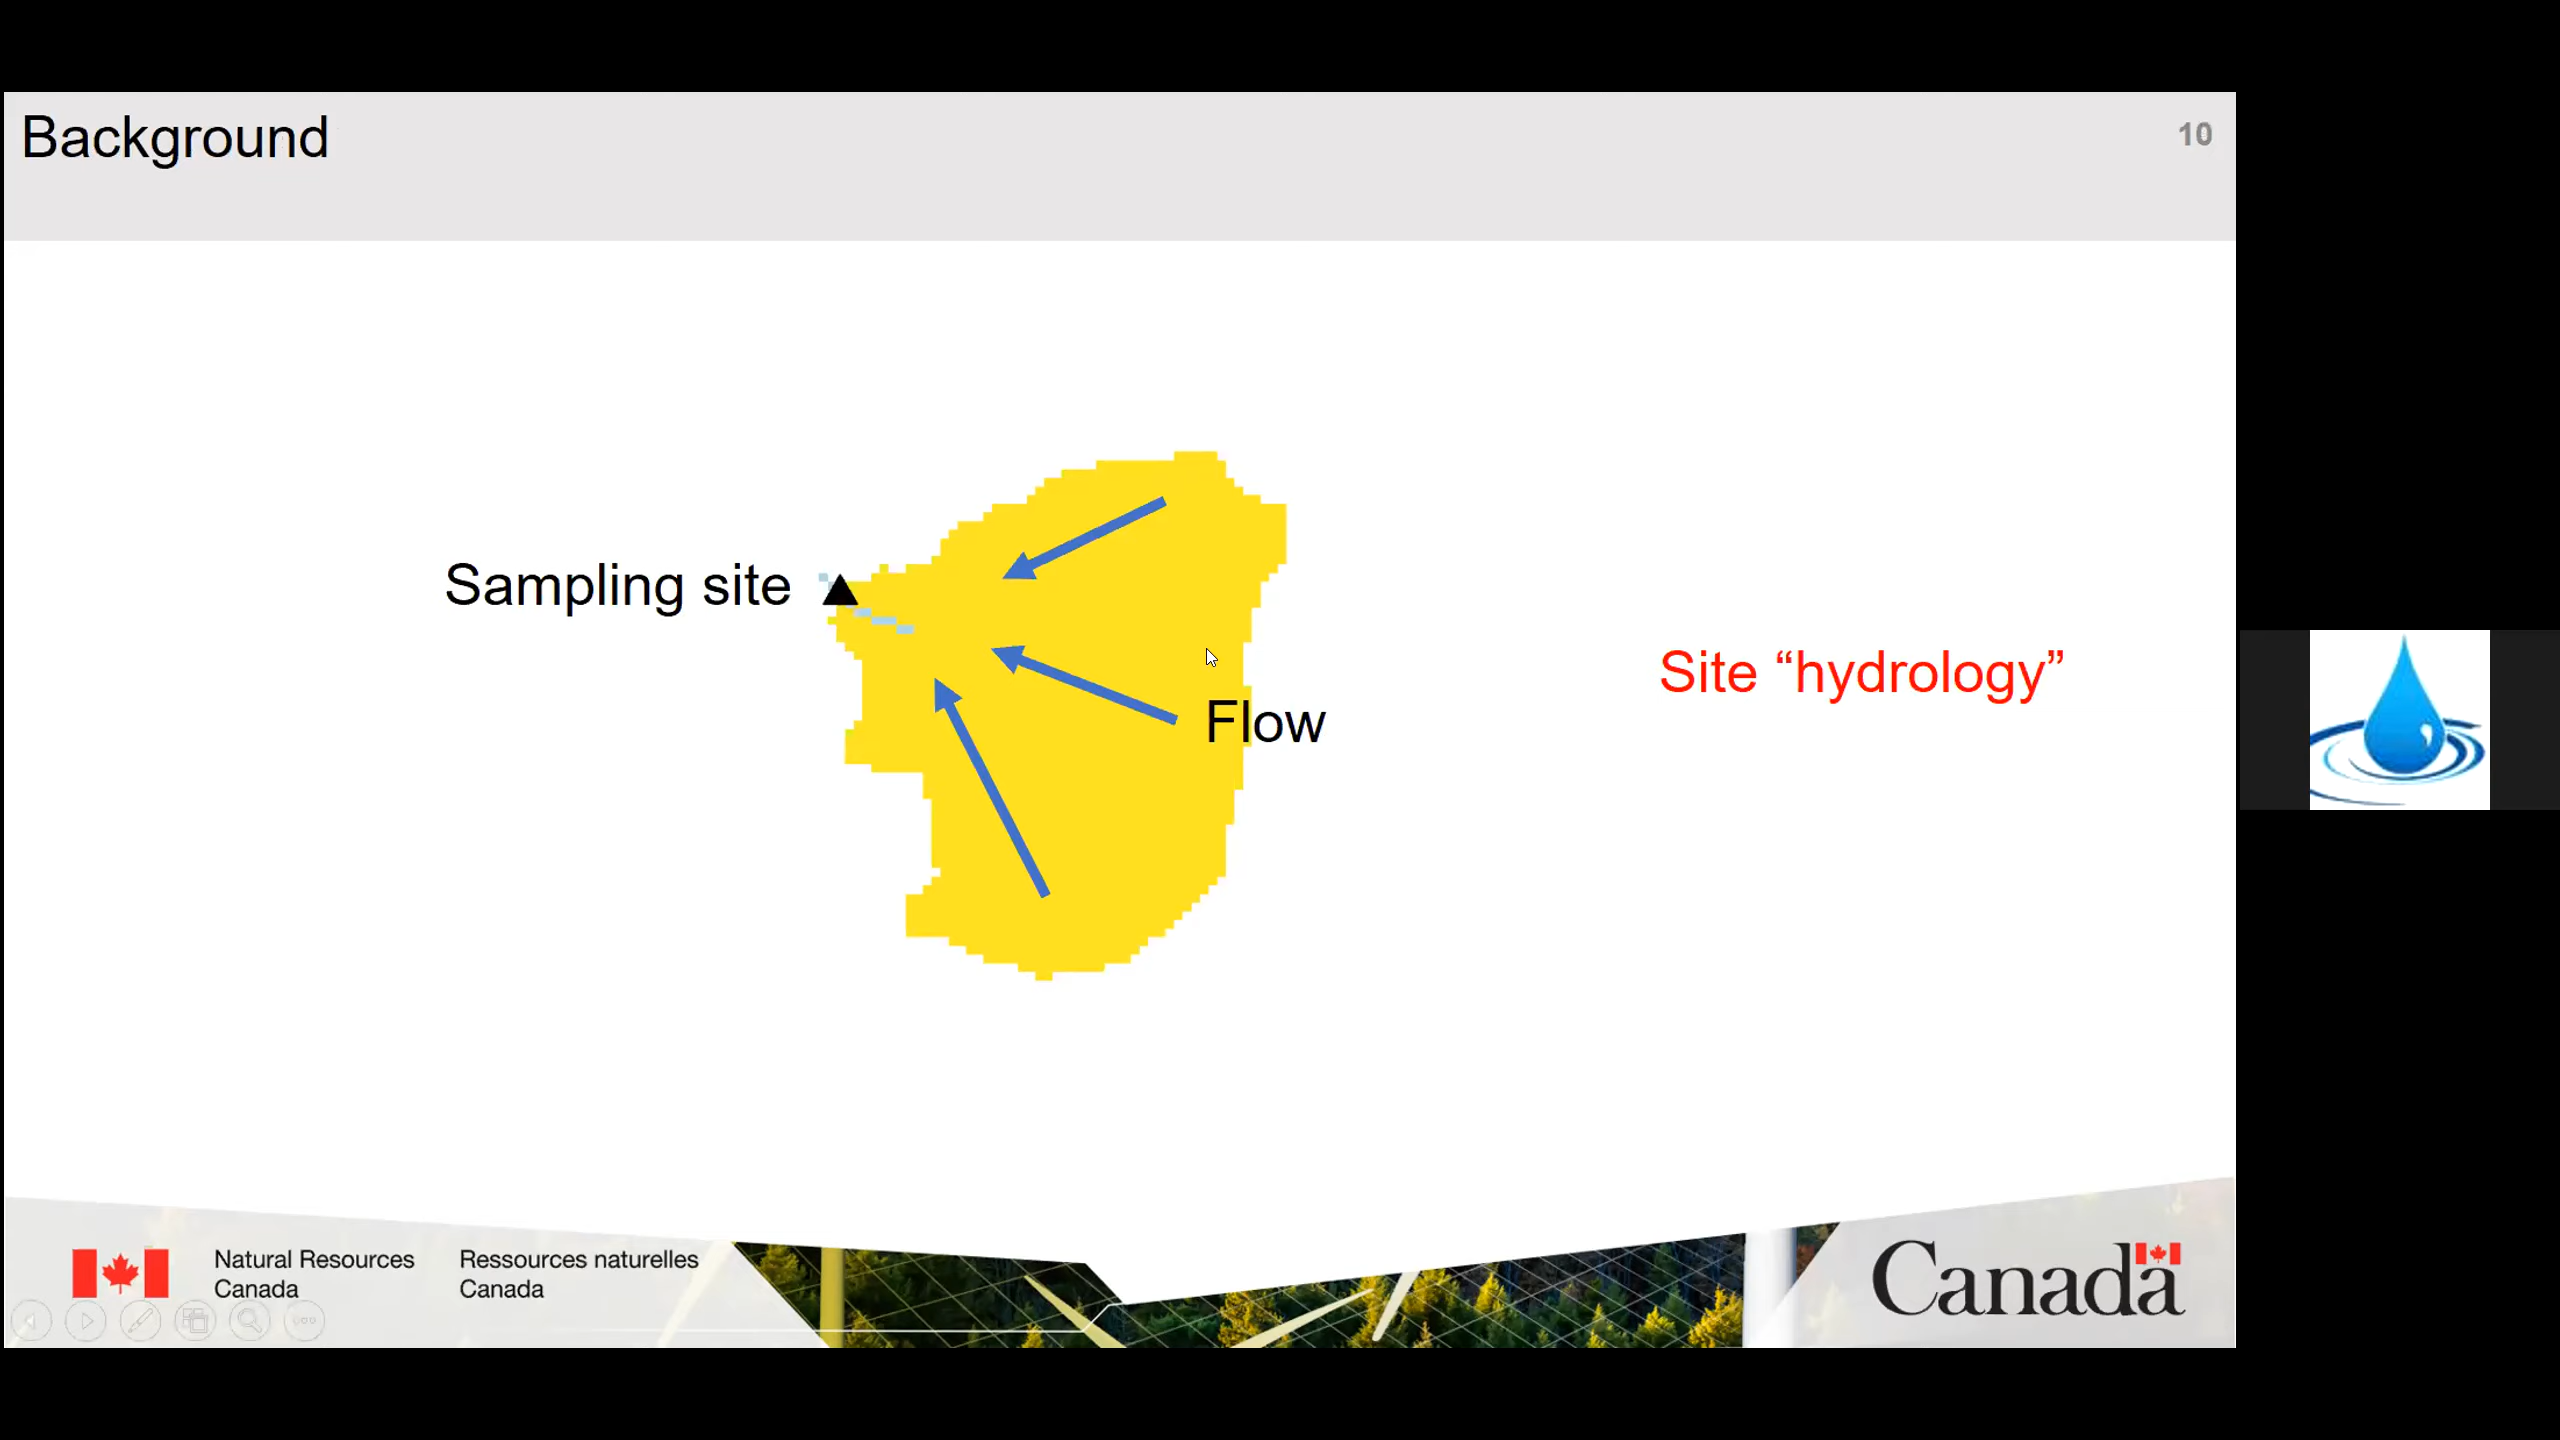 Background
10
Sampling site
Site “hydrology”
Flow
Natural Resources
Canada
Ressources naturelles
Canada
Canada